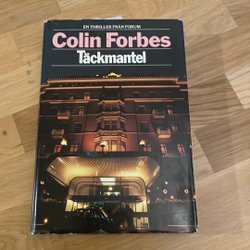 EN THRILLER FRÅN FORUM
Colin Forbes
Täckmantel